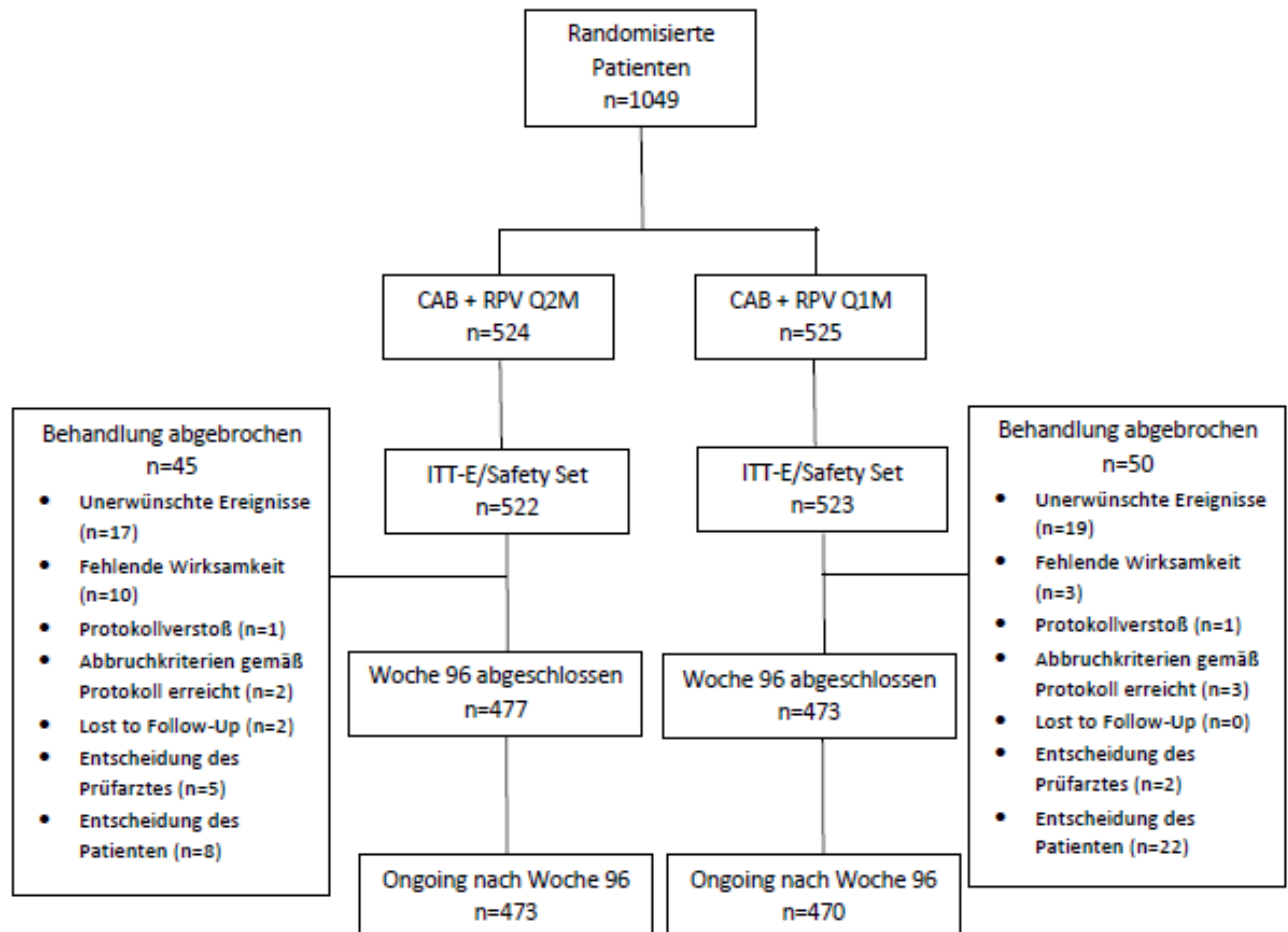 Randomisierte
Patienten
n=1049
CAB + RPV Q2M
n=524
CAB + RPV Q1M
n=525
Behandlung abgebrochen
n=45
• Unerwünschte Ereignisse
(n=17)
• Fehlende Wirksamkeit
(n=10)
• Protokollverstoß (n=1)
• Abbruchkriterien gemäß
Protokoll erreicht (n=2)
• Lost to Follow-Up (n=2)
• Entscheidung des
Prüfarztes (n=5)
• Entscheidung des
Patienten (n=8)
ITT-E/Safety Set
n=522
ITT-E/Safety Set
n=523
Behandlung abgebrochen
n=50
• Unerwünschte Ereignisse
(n=19)
• Fehlende Wirksamkeit
(n=3)
• Protokollverstoß (n=1)
• Abbruchkriterien gemäß
Protokoll erreicht (n=3)
• Lost to Follow-Up (n=0)
• Entscheidung des
Prüfarztes (n=2)
• Entscheidung des
Patienten (n=22)
Woche 96 abgeschlossen
n=477
Woche 96 abgeschlossen
n=473
Ongoing nach Woche 96
n=473
Ongoing nach Woche 96
n=470